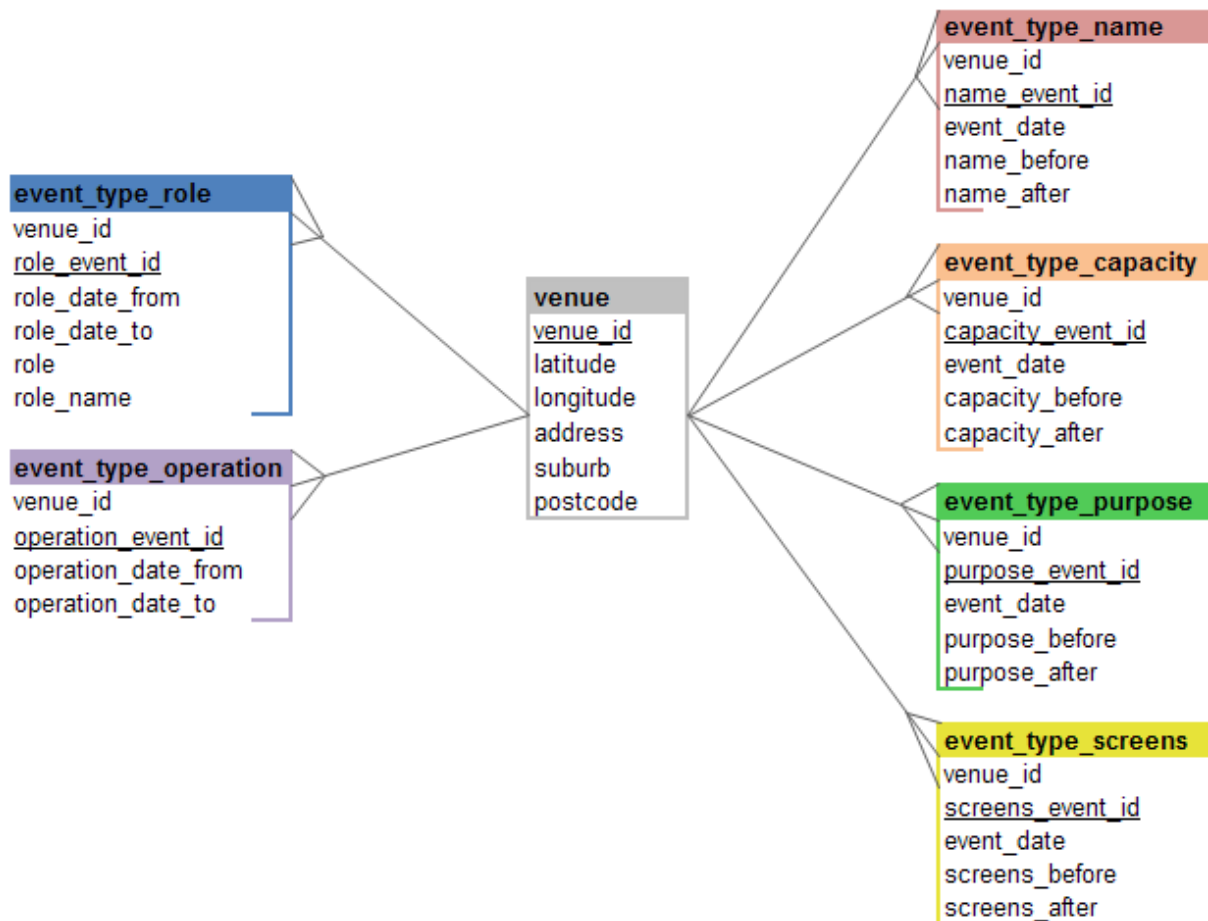 event_type_role
venue_id
role_event_id
role_date_from
role_date_to
role
role_name
event_type_operation
venue_id
operation_event_id
operation_date_from
operation_date_to
venue
venue_id
latitude
longitude
address
suburb
postcode
event_type_name
venue_id
name_event_id
event_date
name_before
name_after
event_type_capacity
venue_id
capacity_event_id
event_date
capacity_before
capacity_after
event_type_purpose
venue_id
purpose_event_id
event_date
purpose_before
purpose_after
event_type_screens
venue_id
screens_event_id
event_date
screens_before
screens_after